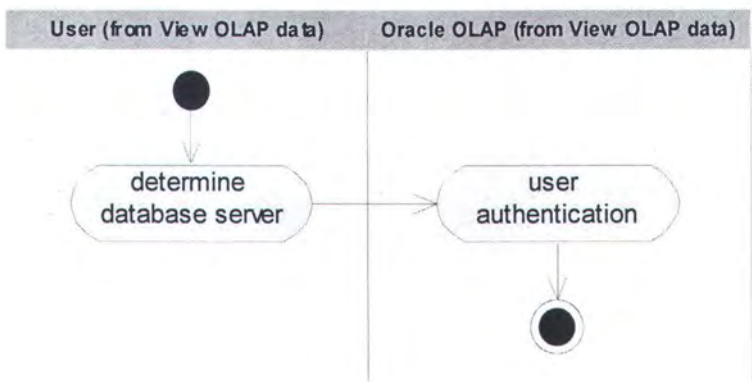 User (from View OLAP data)
Oracle OLAP (from View OLAP data)
determine
database server
user
authentication